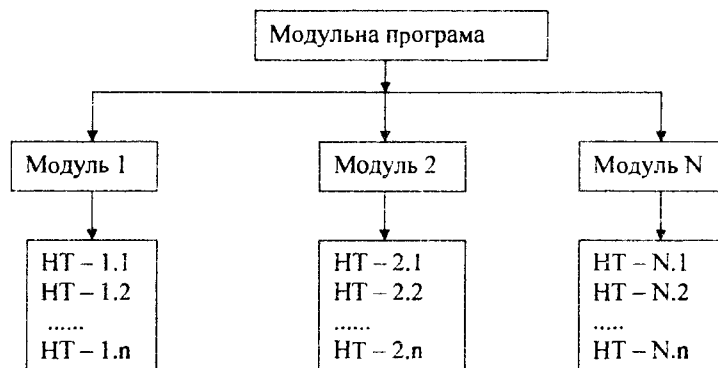 Модульна програма
Модуль 1
Модуль 2
Модуль N
НТ – 1.1
НТ – 1.2
......
НТ – 1.n
НТ – 2.1
НТ – 2.2
......
НТ – 2.n
НТ – N.1
НТ – N.2
.....
НТ – N.n